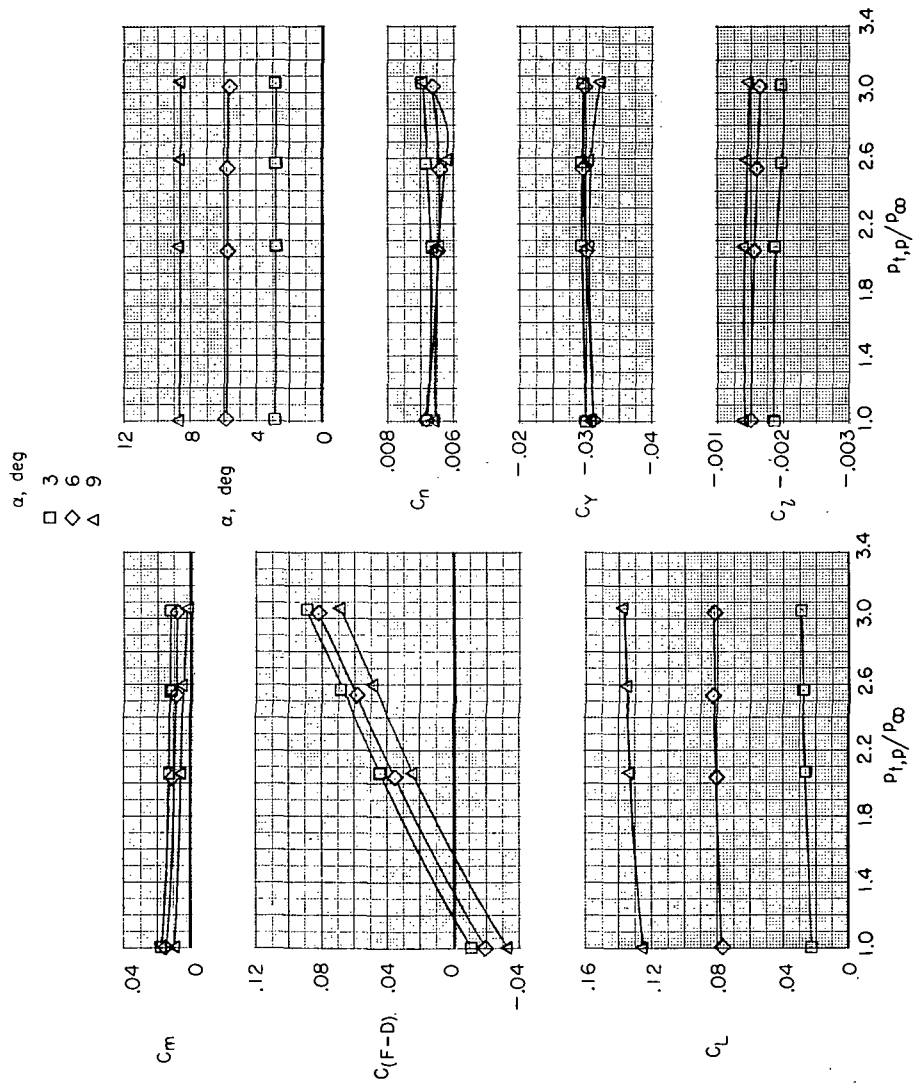 α, deg
□ 3
◇ 6
△ 9
.04
0
C_m
.12
.08
.04
0
-.04
C_(F-D)
.16
.12
.08
.04
0
C_L
1.0 1.4 1.8 2.2 2.6 3.0 3.4
p_t,p/p_∞
12
8
4
0
α, deg
.008
.006
C_n
-.02
-.03
-.04
C_Y
-.001
-.002
-.003
C_l
1.0 1.4 1.8 2.2 2.6 3.0 3.4
p_t,p/p_∞